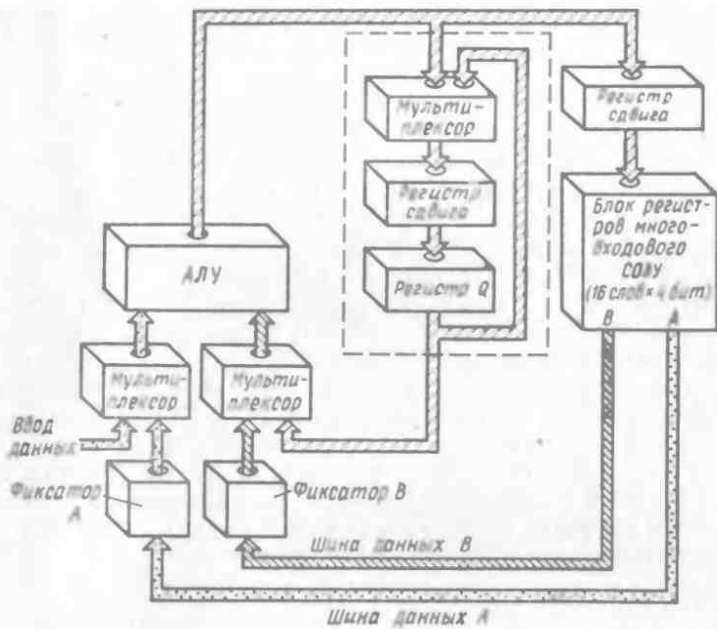 Мульти-
плексор
Регистр
сдвига
Регистр Q
Регистр
сдвига
Блок регист-
ров много-
входового
СОЗУ
(16 слов × 4 бит)
B
A
АЛУ
Мульти-
плексор
Мульти-
плексор
Ввод
данных
Фиксатор
A
Фиксатор B
Шина данных B
Шина данных A